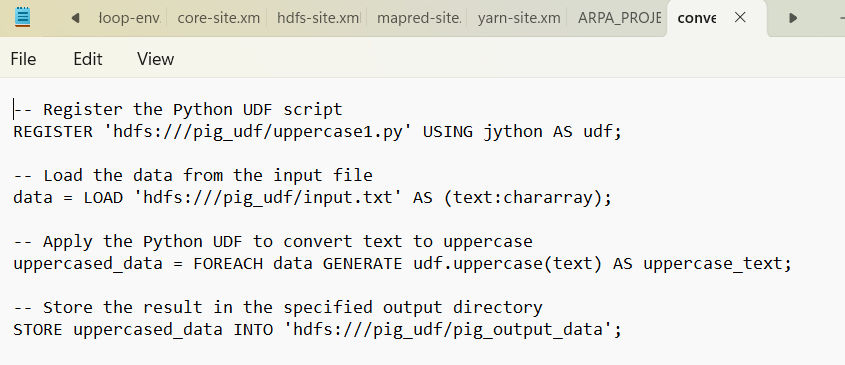 loop-env. core-site.xm hdfs-site.xml mapred-site. yarn-site.xm ARPA_PROJE conve
File Edit View
-- Register the Python UDF script
REGISTER 'hdfs:///pig_udf/uppercase1.py' USING jython AS udf;
-- Load the data from the input file
data = LOAD 'hdfs:///pig_udf/input.txt' AS (text:chararray);
-- Apply the Python UDF to convert text to uppercase
uppercased_data = FOREACH data GENERATE udf.uppercase(text) AS uppercase_text;
-- Store the result in the specified output directory
STORE uppercased_data INTO 'hdfs:///pig_udf/pig_output_data';